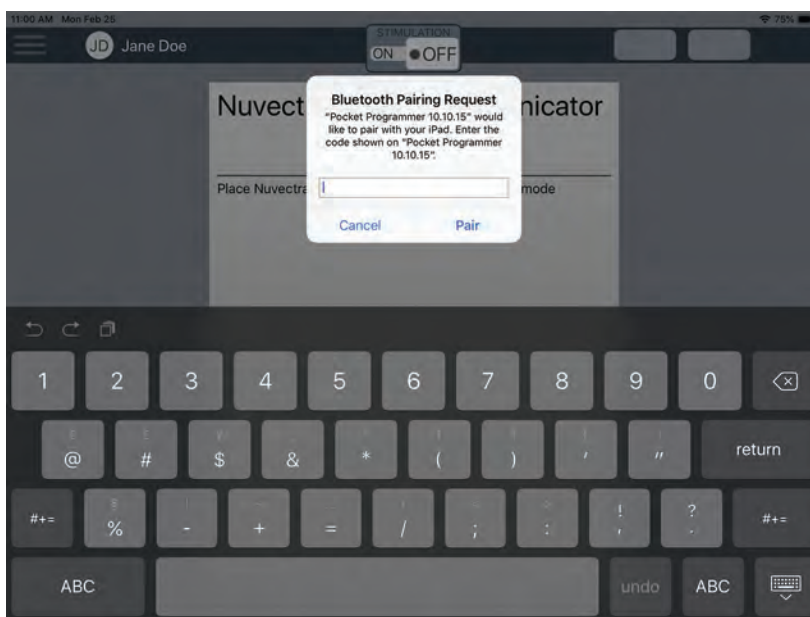 11:00 AM Mon Feb 25
75%
JD Jane Doe
STIMULATION
ON OFF
Nuvect
nicator
Bluetooth Pairing Request
"Pocket Programmer 10.10.15" would
like to pair with your iPad. Enter the
code shown on "Pocket Programmer
10.10.15".
Place Nuvectra
mode
Cancel Pair
1 2 3 4 5 6 7 8 9 0
@ # $ & * ( ) ' "
return
#+= % - + = / ; : ! , ? . #+=
ABC undo ABC